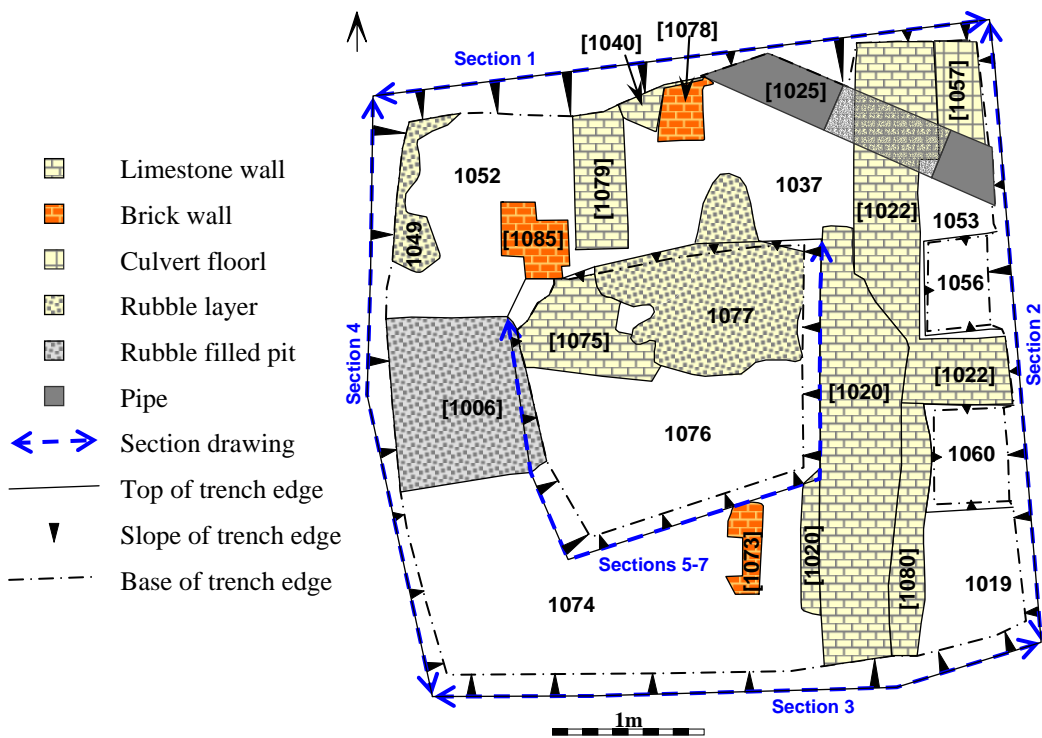 Limestone wall
Brick wall
Culvert floorl
Rubble layer
Rubble filled pit
Pipe
Section drawing
Top of trench edge
Slope of trench edge
Base of trench edge
Section 1
[1040]
[1078]
[1025]
[1057]
1052
[1079]
1037
1049
[1085]
[1022]
1053
1056
Section 4
Section 2
1077
[1075]
[1022]
[1006]
[1020]
1076
1060
Sections 5-7
[1073]
[1020]
[1080]
1019
1074
Section 3
1m